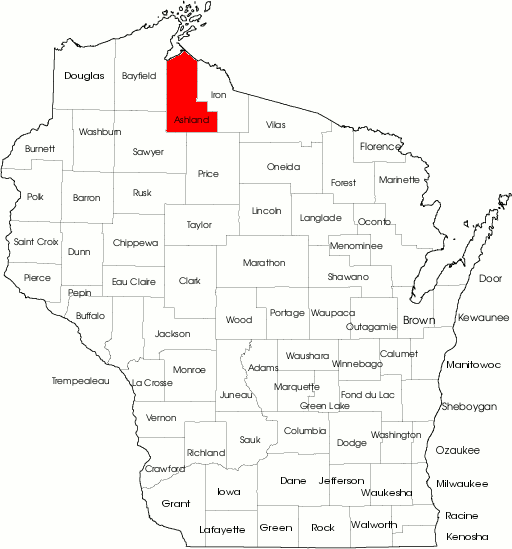 Douglas
Bayfield
Iron
Ashland
Vilas
Washburn
Burnett
Sawyer
Florence
Price
Oneida
Forest
Marinette
Polk
Barron
Rusk
Taylor
Lincoln
Langlade
Oconto
Saint Croix
Dunn
Chippewa
Menominee
Marathon
Shawano
Pierce
Eau Claire
Clark
Door
Pepin
Buffalo
Wood
Portage
Waupaca
Outagamie
Brown
Kewaunee
Jackson
Waushara
Winnebago
Calumet
Manitowoc
Trempealeau
La Crosse
Monroe
Adams
Marquette
Juneau
Green Lake
Fond du Lac
Sheboygan
Vernon
Sauk
Columbia
Dodge
Washington
Ozaukee
Richland
Crawford
Grant
Iowa
Dane
Jefferson
Waukesha
Milwaukee
Lafayette
Green
Rock
Walworth
Racine
Kenosha